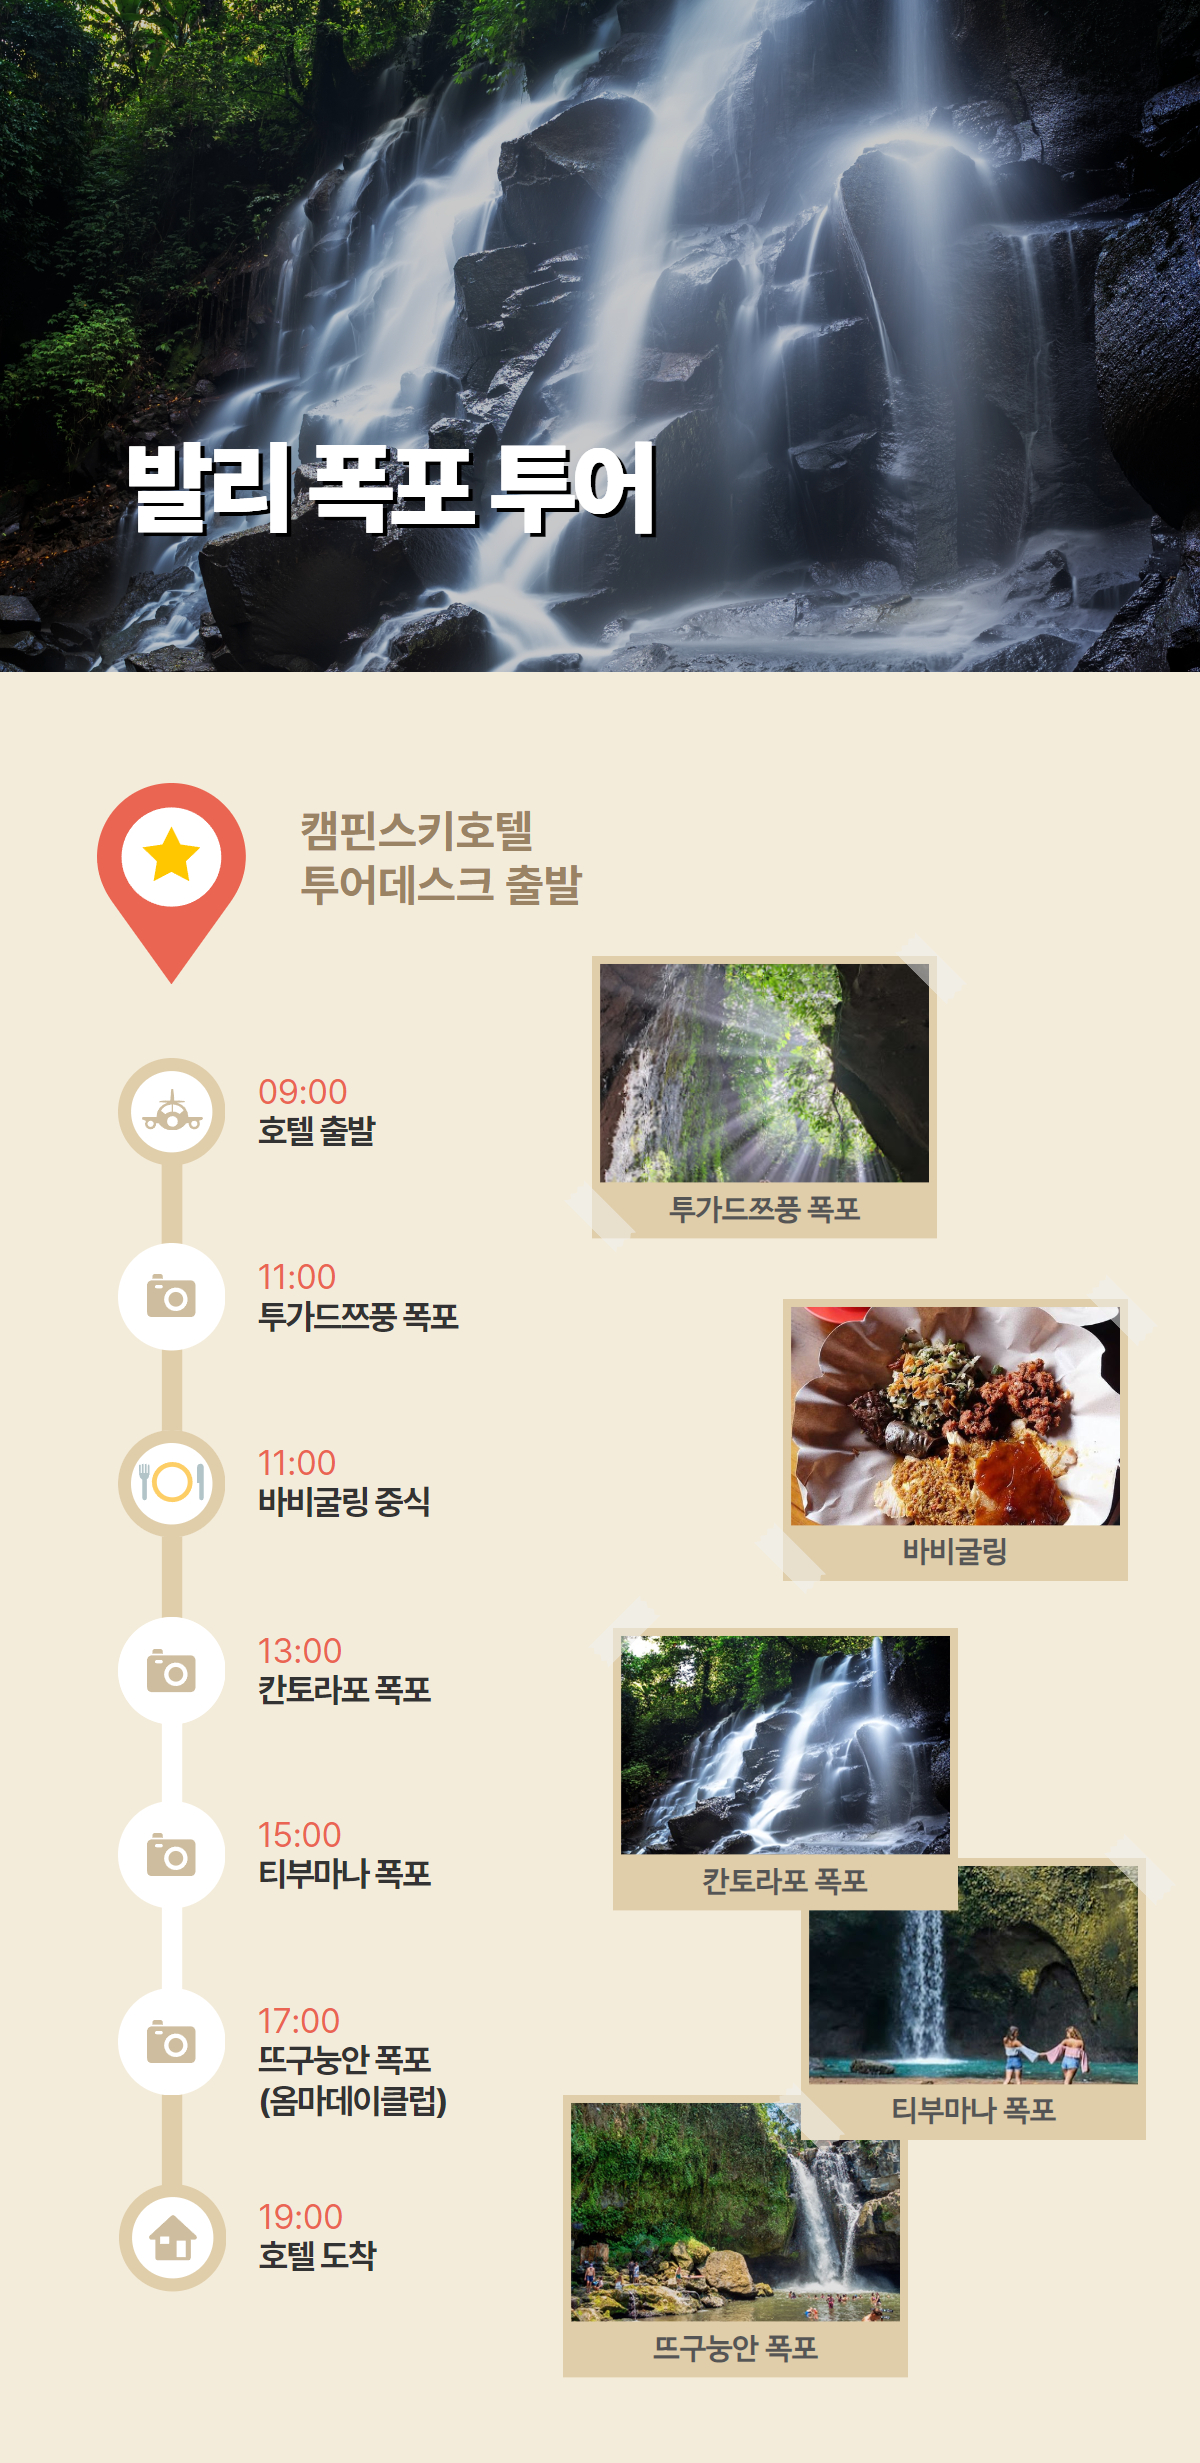 발리 폭포 투어
캠핀스키호텔
투어데스크 출발
09:00
호텔 출발
투가드쯔풍 폭포
11:00
투가드쯔풍 폭포
바비굴링
11:00
바비굴링 중식
13:00
칸토라포 폭포
칸토라포 폭포
15:00
티부마나 폭포
티부마나 폭포
17:00
뜨구눙안 폭포
(옴마데이클럽)
19:00
호텔 도착
뜨구눙안 폭포